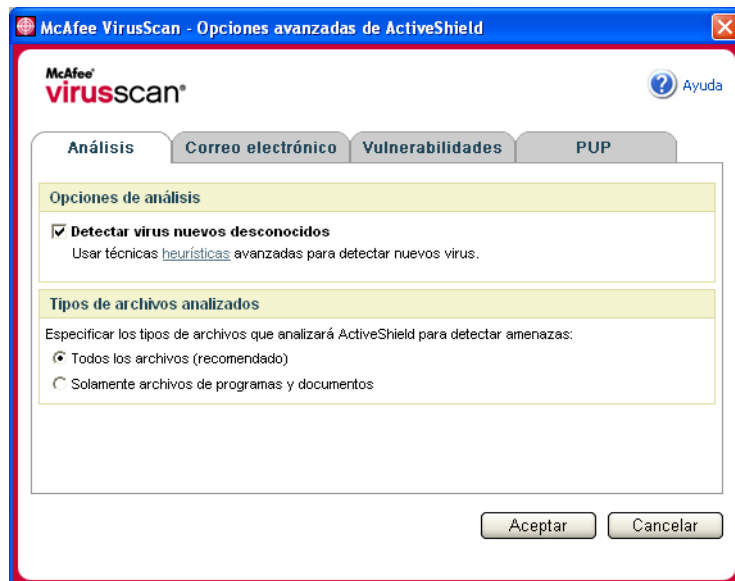 McAfee VirusScan - Opciones avanzadas de ActiveShield
McAfee®
virusscan®
Ayuda
Análisis
Correo electrónico
Vulnerabilidades
PUP
Opciones de análisis
Detectar virus nuevos desconocidos
Usar técnicas heurísticas avanzadas para detectar nuevos virus.
Tipos de archivos analizados
Especificar los tipos de archivos que analizará ActiveShield para detectar amenazas:
Todos los archivos (recomendado)
Solamente archivos de programas y documentos
Aceptar
Cancelar